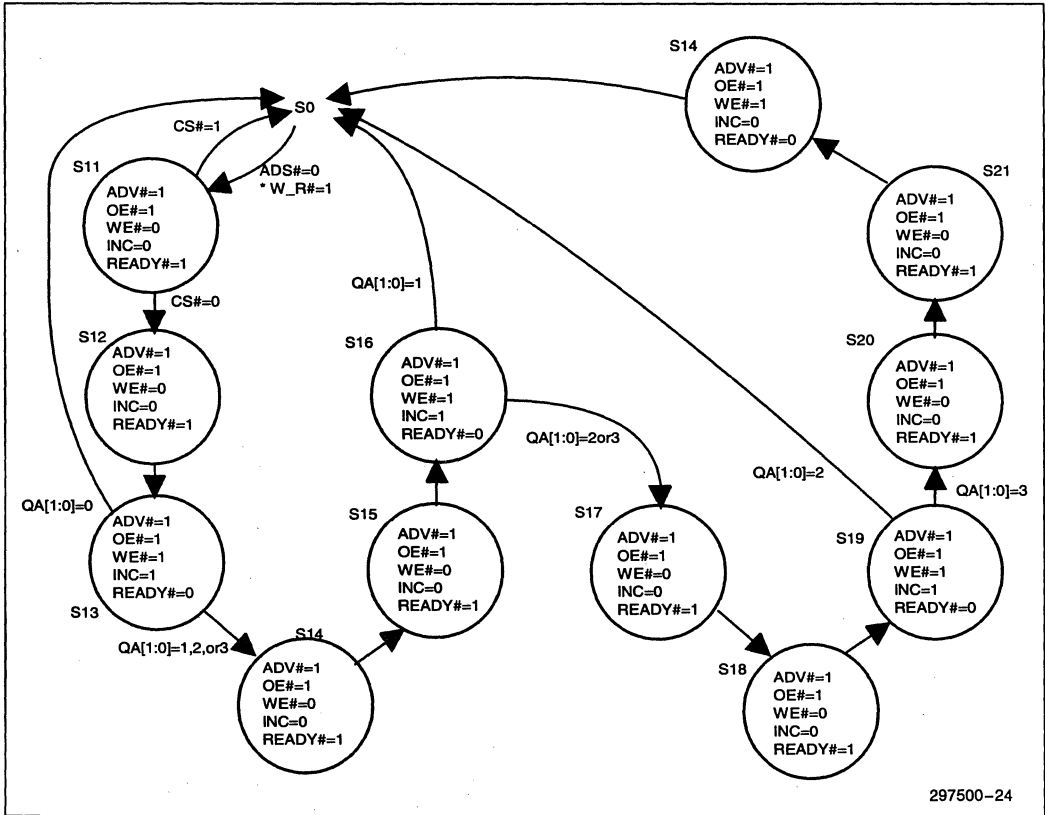 S14
ADV#=1
OE#=1
WE#=1
INC=0
READY#=0
S0
CS#=1
ADS#=0
* W_R#=1
S11
ADV#=1
OE#=1
WE#=0
INC=0
READY#=1
CS#=0
S21
ADV#=1
OE#=1
WE#=0
INC=0
READY#=1
QA[1:0]=1
S12
ADV#=1
OE#=1
WE#=0
INC=0
READY#=1
S16
ADV#=1
OE#=1
WE#=1
INC=1
READY#=0
S20
ADV#=1
OE#=1
WE#=0
INC=0
READY#=1
QA[1:0]=2or3
QA[1:0]=2
QA[1:0]=3
QA[1:0]=0
ADV#=1
OE#=1
WE#=1
INC=1
READY#=0
S13
S15
ADV#=1
OE#=1
WE#=0
INC=0
READY#=1
S17
ADV#=1
OE#=1
WE#=0
INC=0
READY#=1
S19
ADV#=1
OE#=1
WE#=1
INC=1
READY#=0
QA[1:0]=1,2,or3
S14
ADV#=1
OE#=1
WE#=0
INC=0
READY#=1
S18
ADV#=1
OE#=1
WE#=0
INC=0
READY#=1
297500–24